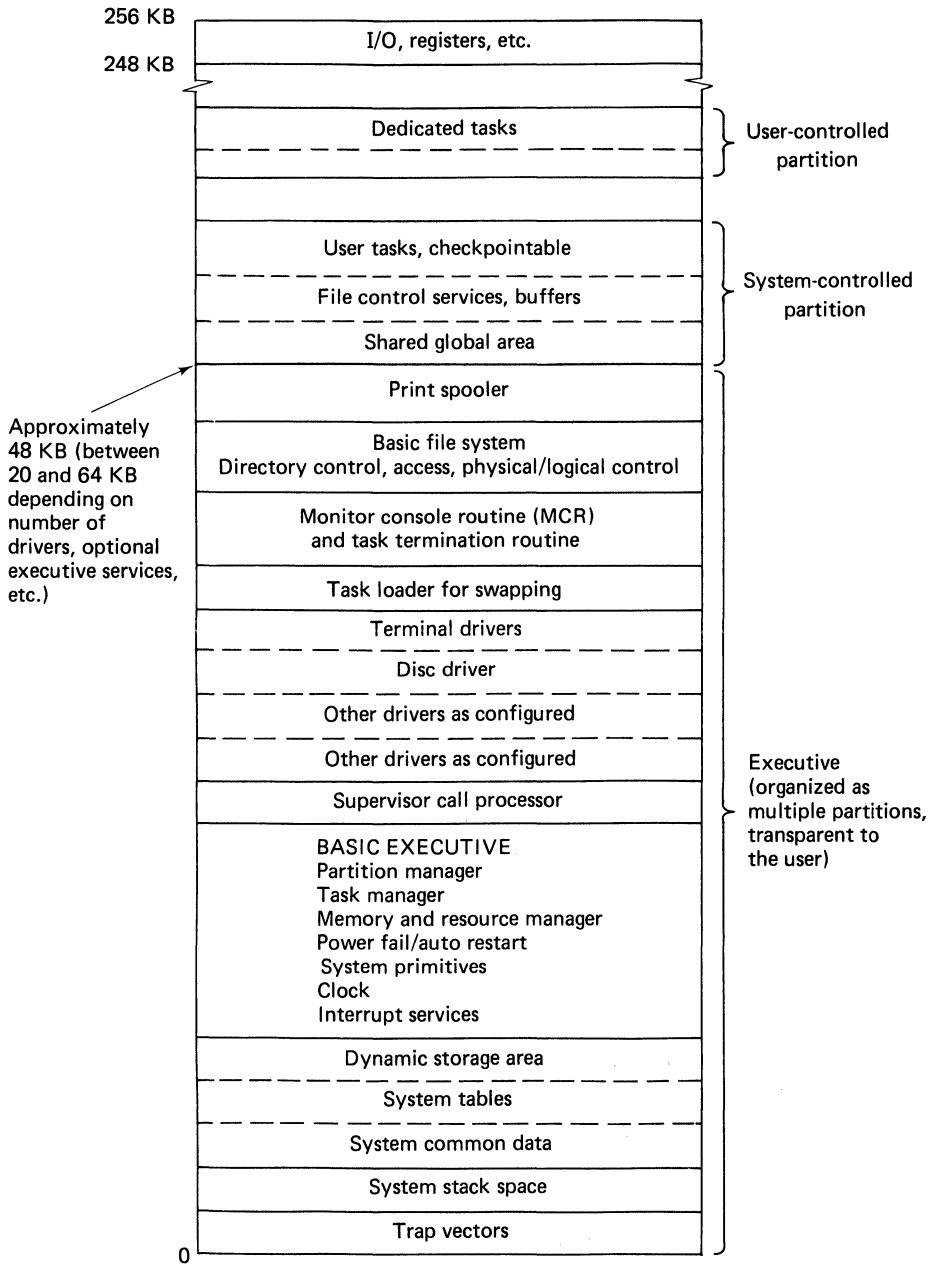 256 KB
I/O, registers, etc.
248 KB
Dedicated tasks
User-controlled
partition
User tasks, checkpointable
File control services, buffers
Shared global area
System-controlled
partition
Approximately
48 KB (between
20 and 64 KB
depending on
number of
drivers, optional
executive services,
etc.)
Print spooler
Basic file system
Directory control, access, physical/logical control
Monitor console routine (MCR)
and task termination routine
Task loader for swapping
Terminal drivers
Disc driver
Other drivers as configured
Other drivers as configured
Supervisor call processor
BASIC EXECUTIVE
Partition manager
Task manager
Memory and resource manager
Power fail/auto restart
System primitives
Clock
Interrupt services
Dynamic storage area
System tables
System common data
System stack space
Trap vectors
0
Executive
(organized as
multiple partitions,
transparent to
the user)